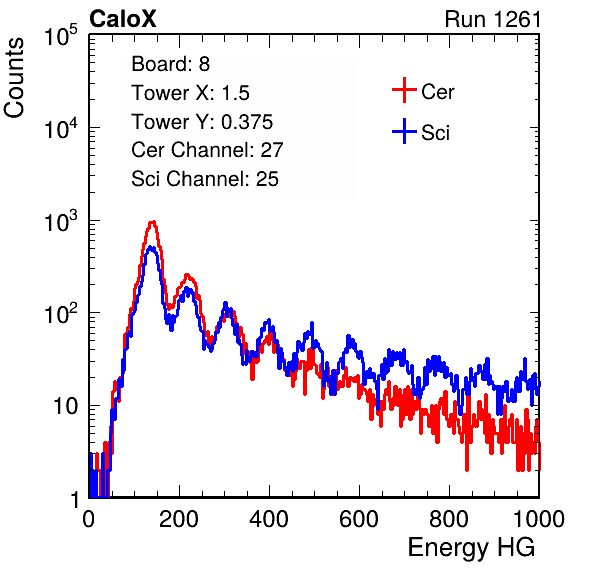 CaloX Run 1261
Counts
10^5
10^4
10^3
10^2
10
1
Board: 8
Tower X: 1.5
Tower Y: 0.375
Cer Channel: 27
Sci Channel: 25
Cer
Sci
0 200 400 600 800 1000
Energy HG